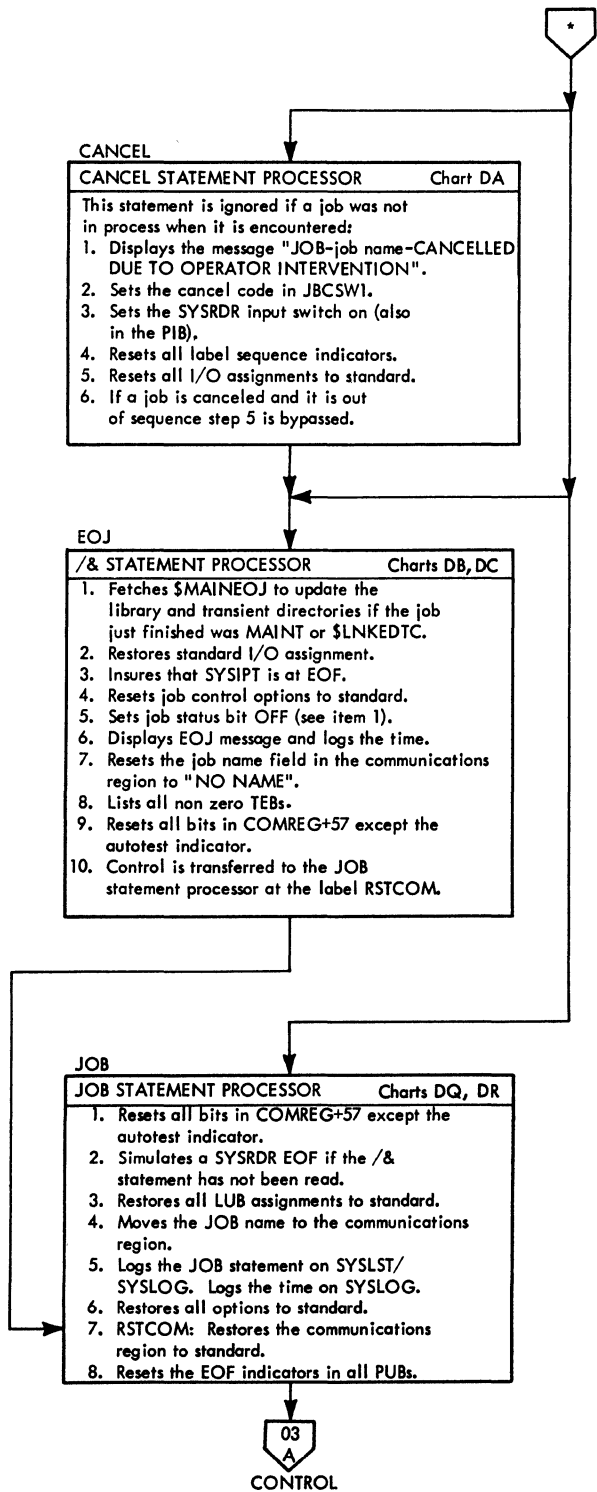 *
CANCEL
CANCEL STATEMENT PROCESSOR Chart DA
This statement is ignored if a job was not
in process when it is encountered:
1. Displays the message "JOB-job name-CANCELLED
DUE TO OPERATOR INTERVENTION".
2. Sets the cancel code in JBCSW1.
3. Sets the SYSRDR input switch on (also
in the PIB).
4. Resets all label sequence indicators.
5. Resets all I/O assignments to standard.
6. If a job is canceled and it is out
of sequence step 5 is bypassed.
EOJ
/& STATEMENT PROCESSOR Charts DB, DC
1. Fetches $MAINEOJ to update the
library and transient directories if the job
just finished was MAINT or $LNKEDTC.
2. Restores standard I/O assignment.
3. Insures that SYSIPT is at EOF.
4. Resets job control options to standard.
5. Sets job status bit OFF (see item 1).
6. Displays EOJ message and logs the time.
7. Resets the job name field in the communications
region to "NO NAME".
8. Lists all non zero TEBs.
9. Resets all bits in COMREG+57 except the
autotest indicator.
10. Control is transferred to the JOB
statement processor at the label RSTCOM.
JOB
JOB STATEMENT PROCESSOR Charts DQ, DR
1. Resets all bits in COMREG+57 except the
autotest indicator.
2. Simulates a SYSRDR EOF if the /&
statement has not been read.
3. Restores all LUB assignments to standard.
4. Moves the JOB name to the communications
region.
5. Logs the JOB statement on SYSLST/
SYSLOG. Logs the time on SYSLOG.
6. Restores all options to standard.
7. RSTCOM: Restores the communications
region to standard.
8. Resets the EOF indicators in all PUBs.
03
A
CONTROL